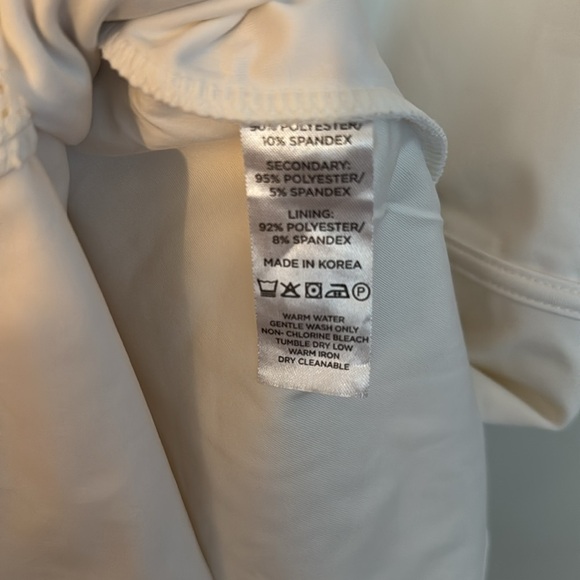 90% POLYESTER/
10% SPANDEX
SECONDARY:
95% POLYESTER/
5% SPANDEX
LINING:
92% POLYESTER/
8% SPANDEX
MADE IN KOREA
P
WARM WATER
GENTLE WASH ONLY
NON- CHLORINE BLEACH
TUMBLE DRY LOW
WARM IRON
DRY CLEANABLE